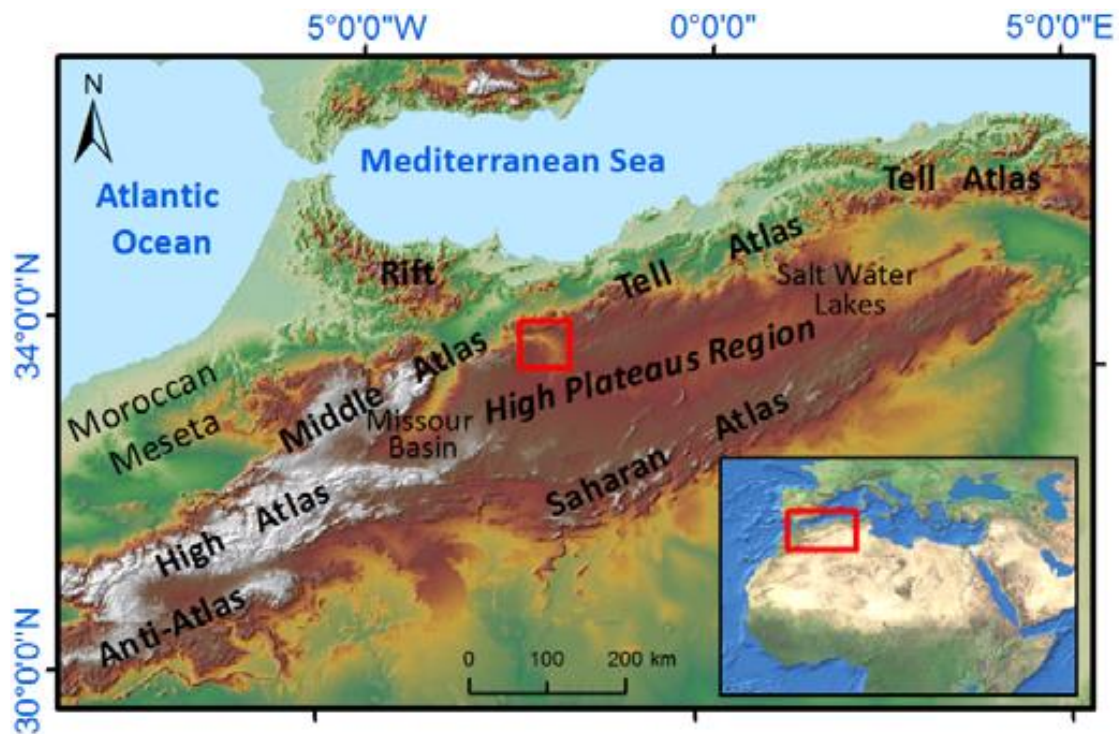 5°0'0"W 0°0'0" 5°0'0"E
N
Mediterranean Sea
Atlantic
Ocean
Tell Atlas
Rift
Tell Atlas
Salt Water
Lakes
34°0'0"N
Moroccan
Meseta
Middle Atlas
Missour
Basin
High Plateaus Region
Saharan Atlas
High Atlas
Anti-Atlas
0 100 200 km
30°0'0"N